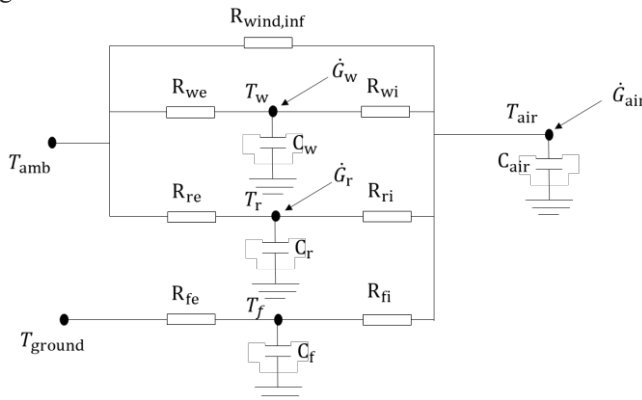 R_wind,inf
R_we T_w Ġ_w R_wi
T_air Ġ_air
C_w
T_amb
C_air
R_re T_r Ġ_r R_ri
C_r
R_fe T_f R_fi
T_ground
C_f